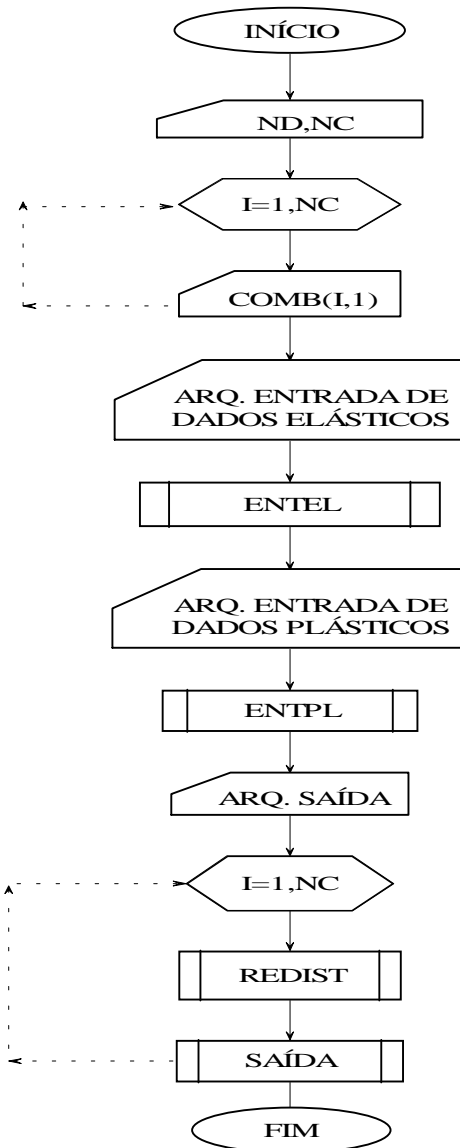 INÍCIO
ND,NC
I=1,NC
COMB(I,1)
ARQ. ENTRADA DE
DADOS ELÁSTICOS
ENTEL
ARQ. ENTRADA DE
DADOS PLÁSTICOS
ENTPL
ARQ. SAÍDA
I=1,NC
REDIST
SAÍDA
FIM